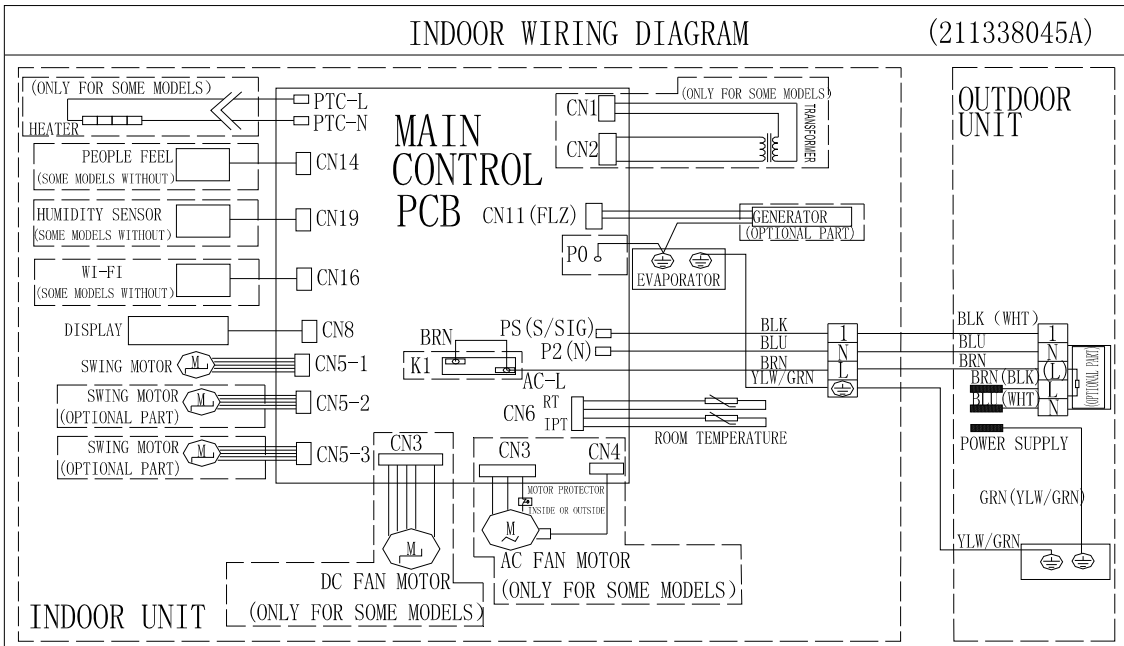 INDOOR WIRING DIAGRAM
(211338045A)
(ONLY FOR SOME MODELS)
HEATER
PTC-L
PTC-N
PEOPLE FEEL
(SOME MODELS WITHOUT)
CN14
HUMIDITY SENSOR
(SOME MODELS WITHOUT)
CN19
WI-FI
(SOME MODELS WITHOUT)
CN16
DISPLAY
CN8
SWING MOTOR
M
CN5-1
SWING MOTOR
(OPTIONAL PART)
M
CN5-2
SWING MOTOR
(OPTIONAL PART)
M
CN5-3
MAIN
CONTROL
PCB
CN1
(ONLY FOR SOME MODELS)
CN2
TRANSFORMER
CN11(FLZ)
GENERATOR
(OPTIONAL PART)
P0
EVAPORATOR
BRN
K1
PS(S/SIG)
P2(N)
AC-L
BLK
BLU
BRN
YLW/GRN
1
N
L
CN6
RT
IPT
ROOM TEMPERATURE
CN3
M
DC FAN MOTOR
(ONLY FOR SOME MODELS)
CN3
CN4
MOTOR PROTECTOR
INSIDE OR OUTSIDE
M
AC FAN MOTOR
(ONLY FOR SOME MODELS)
INDOOR UNIT
OUTDOOR
UNIT
BLK (WHT)
BLU
BRN
BRN(BLK)
BLU(WHT)
1
N
(L)
L
N
(OPTIONAL PART)
POWER SUPPLY
GRN(YLW/GRN)
YLW/GRN